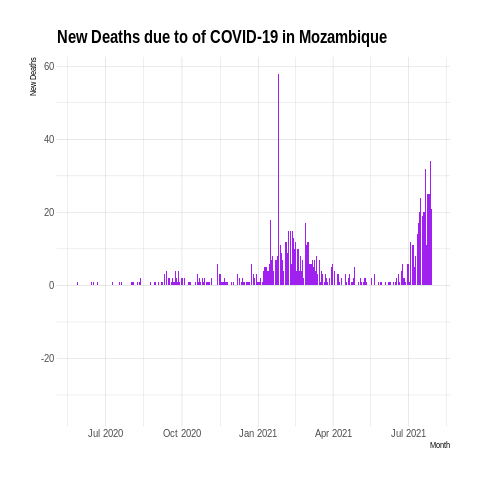 New Deaths due to of COVID-19 in Mozambique
New Deaths
60
40
20
0
-20
Jul 2020 Oct 2020 Jan 2021 Apr 2021 Jul 2021
Month